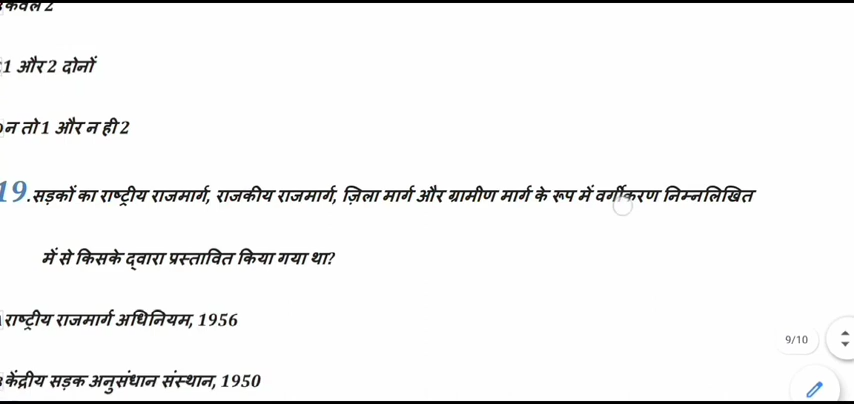 केवल 2
1 और 2 दोनों
न तो 1 और न ही 2
19. सड़कों का राष्ट्रीय राजमार्ग, राजकीय राजमार्ग, ज़िला मार्ग और ग्रामीण मार्ग के रूप में वर्गीकरण निम्नलिखित
में से किसके द्वारा प्रस्तावित किया गया था?
राष्ट्रीय राजमार्ग अधिनियम, 1956
9/10
केंद्रीय सड़क अनुसंधान संस्थान, 1950